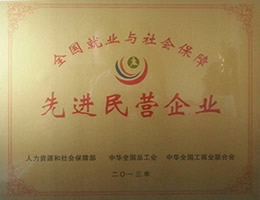 全国就业与社会保障
先进民营企业
人力资源和社会保障部 中华全国总工会 中华全国工商业联合会
二〇一三年